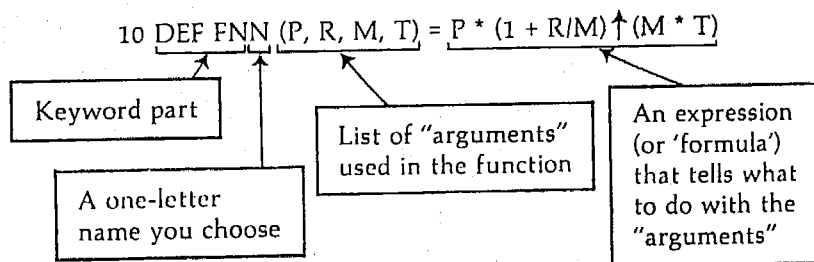 10 DEF FNN (P, R, M, T) = P * (1 + R/M)↑(M * T)
Keyword part
A one-letter
name you choose
List of "arguments"
used in the function
An expression
(or 'formula')
that tells what
to do with the
"arguments"